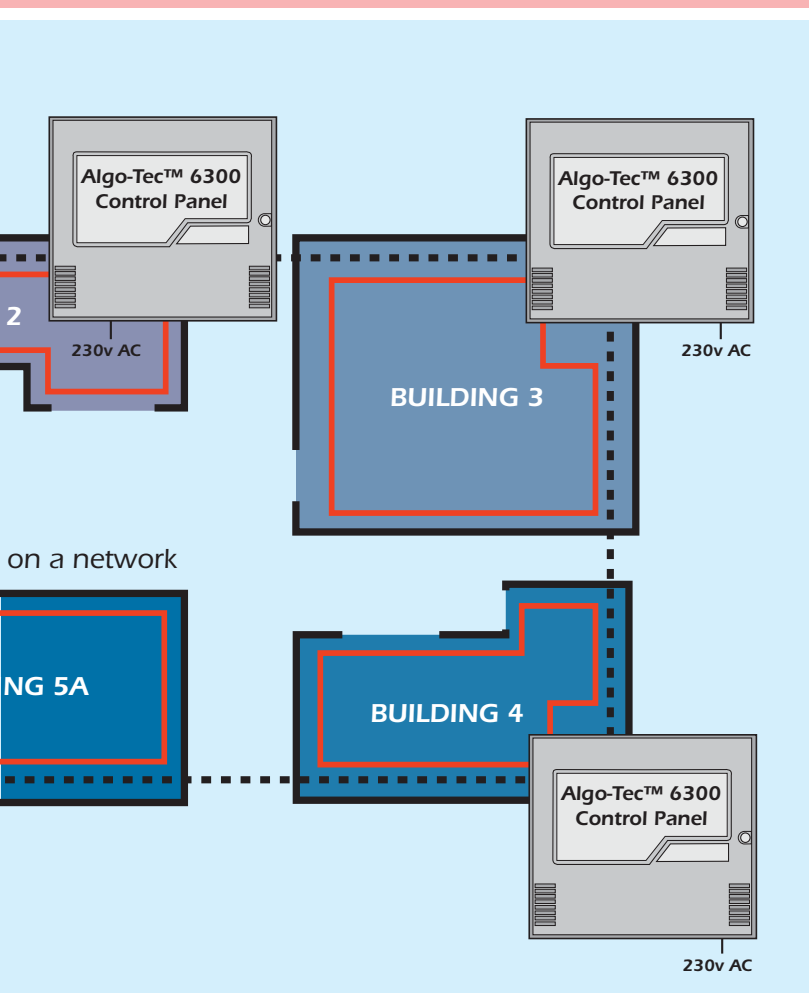 Algo-Tec™ 6300
Control Panel
Algo-Tec™ 6300
Control Panel
2
230v AC
230v AC
BUILDING 3
on a network
NG 5A
BUILDING 4
Algo-Tec™ 6300
Control Panel
230v AC